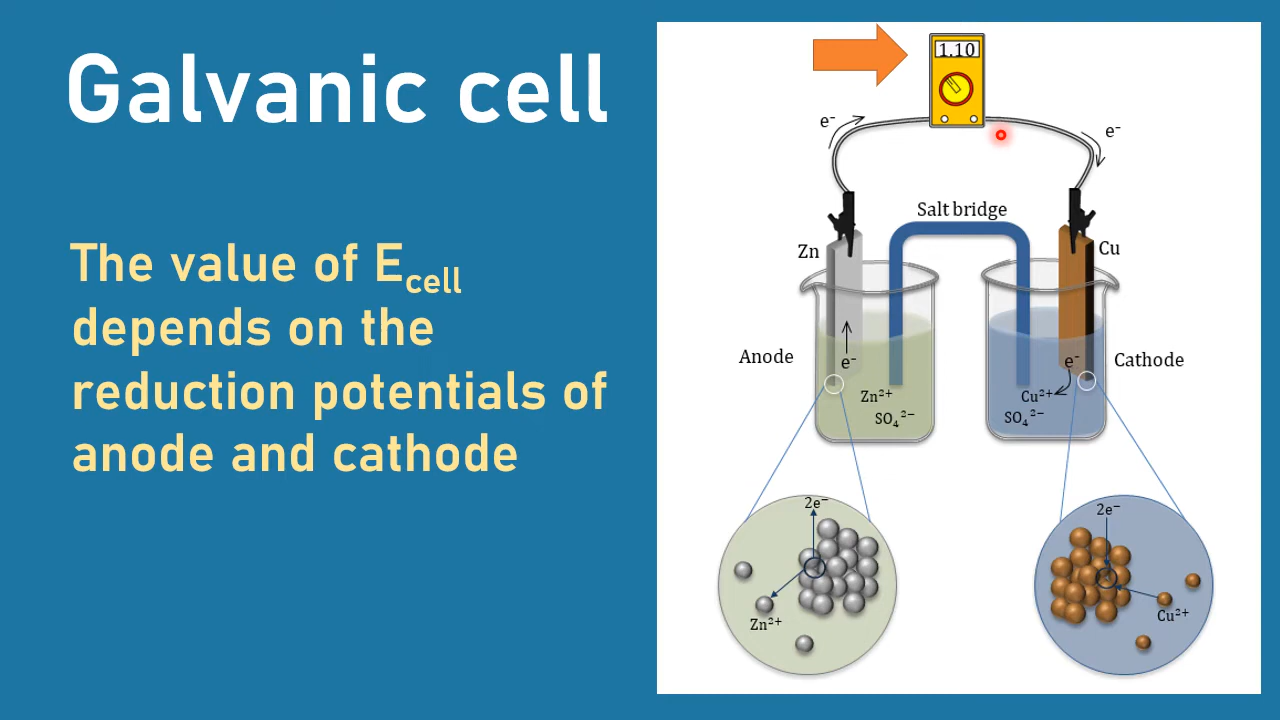 Galvanic cell
The value of E_cell
depends on the
reduction potentials of
anode and cathode
1.10
e⁻
e⁻
Salt bridge
Zn
Cu
Anode
e⁻
e⁻
Cathode
Zn²⁺
Cu²⁺
SO₄²⁻
SO₄²⁻
2e⁻
2e⁻
Zn²⁺
Cu²⁺